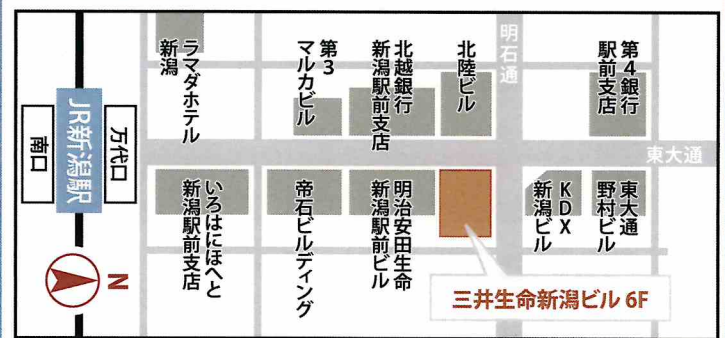 JR新潟駅
万代口
南口
N
ラマダホテル
新潟
第3
マルカビル
北越銀行
新潟駅前支店
北陸ビル
明石通
第4銀行
駅前支店
東大通
いろはにほへと
新潟駅前支店
帝石ビルディング
明治安田生命
新潟駅前ビル
KDX
新潟ビル
東大通
野村ビル
三井生命新潟ビル 6F